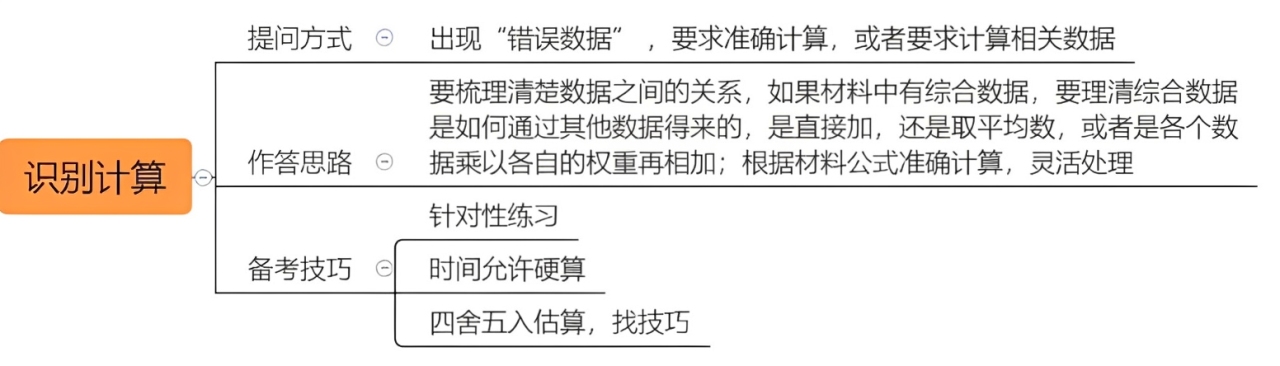 识别计算
提问方式
出现“错误数据”，要求准确计算，或者要求计算相关数据
作答思路
要梳理清楚数据之间的关系，如果材料中有综合数据，要理清综合数据
是如何通过其他数据得来的，是直接加，还是取平均数，或者是各个数
据乘以各自的权重再相加；根据材料公式准确计算，灵活处理
备考技巧
针对性练习
时间允许硬算
四舍五入估算，找技巧